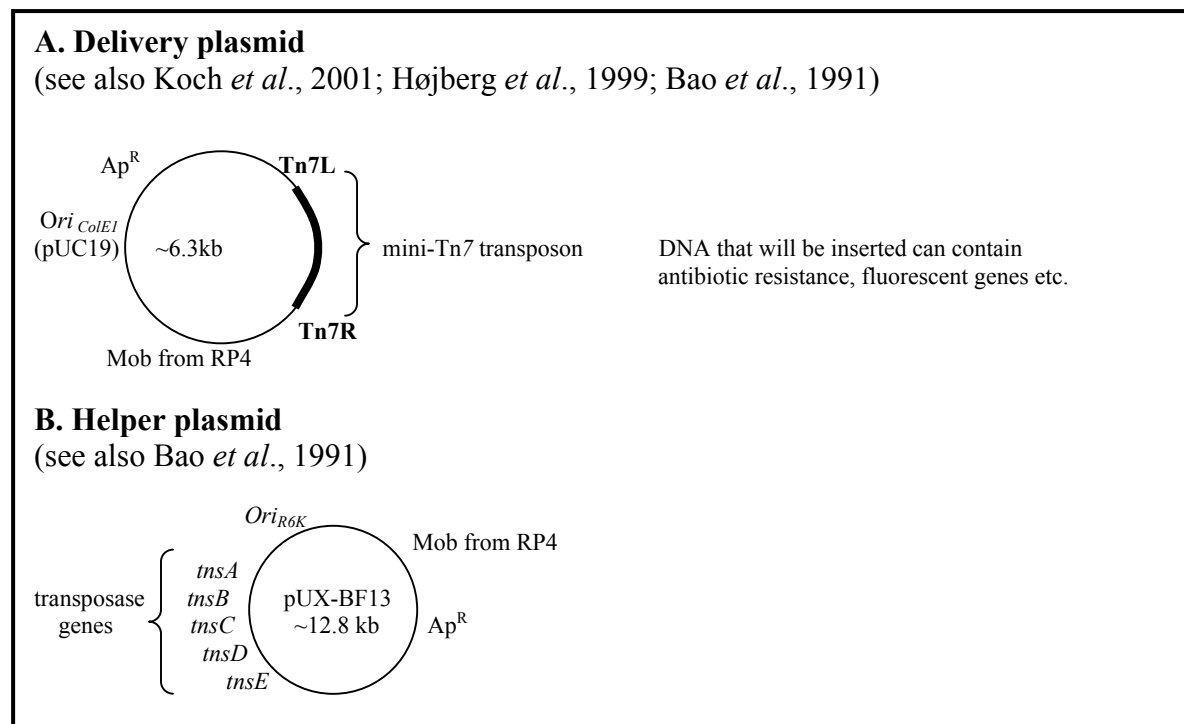 A. Delivery plasmid
(see also Koch et al., 2001; Højberg et al., 1999; Bao et al., 1991)
Ap^R
Tn7L
Ori ColE1
(pUC19)
~6.3kb
mini-Tn7 transposon
DNA that will be inserted can contain
antibiotic resistance, fluorescent genes etc.
Tn7R
Mob from RP4
B. Helper plasmid
(see also Bao et al., 1991)
OriR6K
Mob from RP4
transposase
genes
tnsA
tnsB
tnsC
tnsD
tnsE
pUX-BF13
~12.8 kb
Ap^R